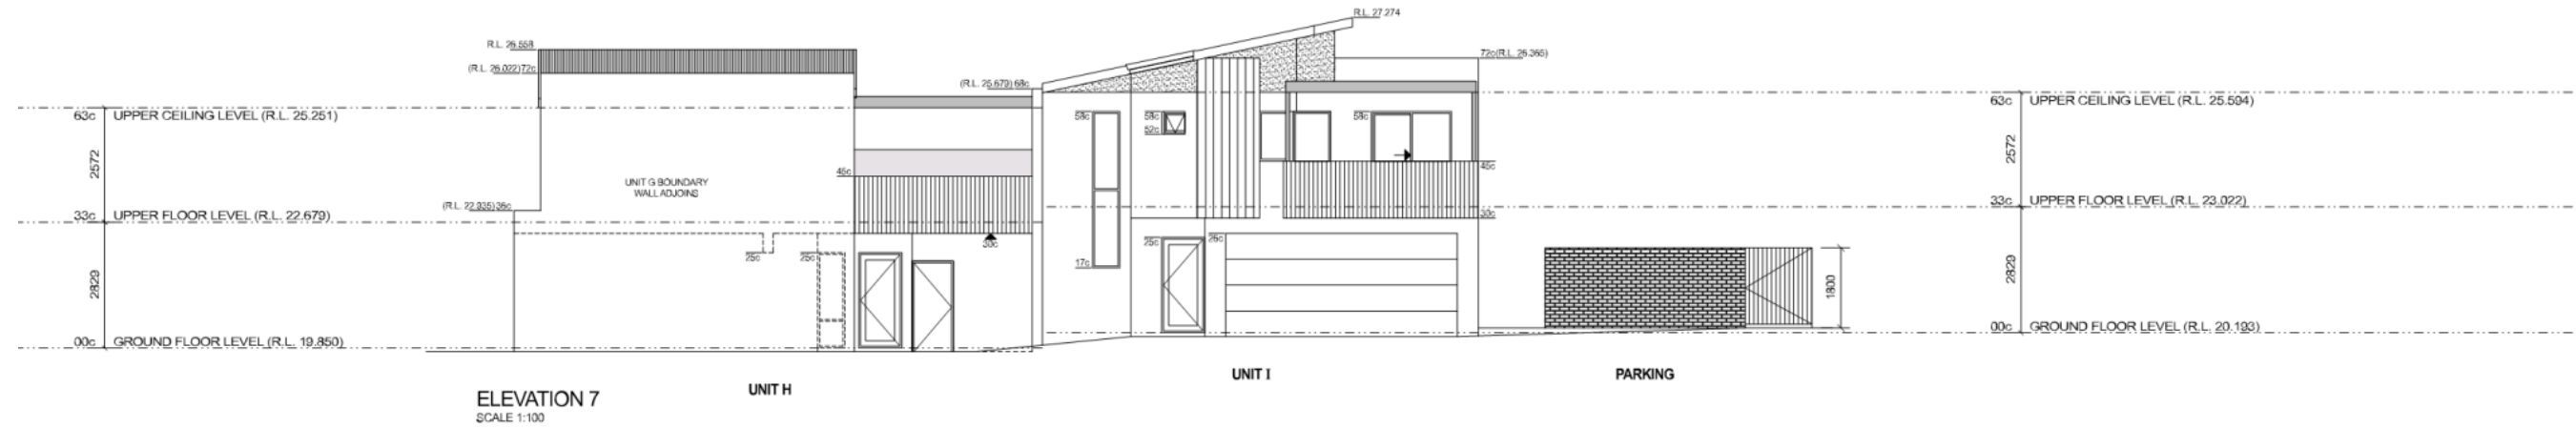 R.L. 27.274
R.L. 26.558
72c(R.L. 26.365)
(R.L. 26.022)72c
(R.L. 25.679) 68c
63c UPPER CEILING LEVEL (R.L. 25.251)
63c UPPER CEILING LEVEL (R.L. 25.594)
58c
58c
58c
52c
2572
2572
UNIT G BOUNDARY
WALL ADJOINS
45c
45c
(R.L. 22.935)36c
33c UPPER FLOOR LEVEL (R.L. 22.679)
33c UPPER FLOOR LEVEL (R.L. 23.022)
30c
30c
25c
25c
25c
25c
17c
2829
2829
1800
00c GROUND FLOOR LEVEL (R.L. 19.850)
00c GROUND FLOOR LEVEL (R.L. 20.193)
UNIT H
UNIT I
PARKING
ELEVATION 7
SCALE 1:100